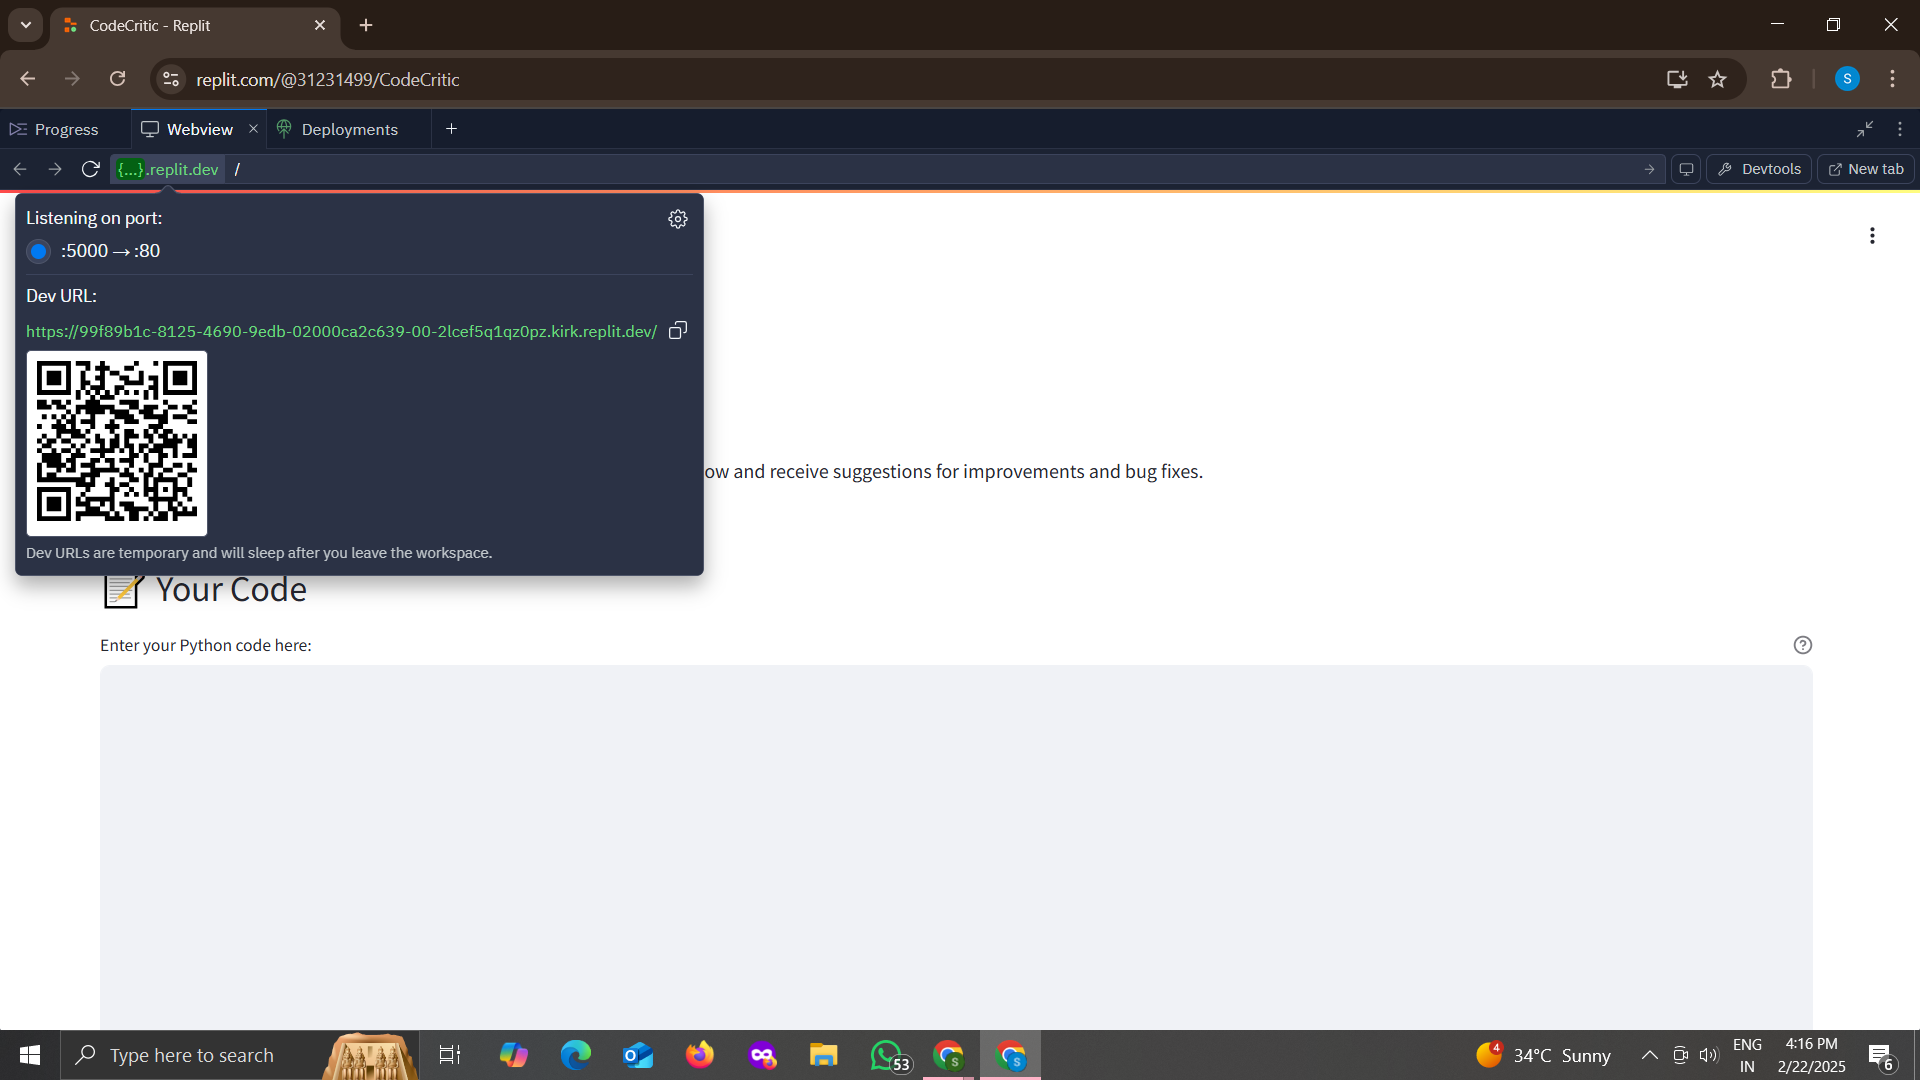 CodeCritic - Replit
replit.com/@31231499/CodeCritic
S
Progress
Webview
Deployments
{...}.replit.dev /
Devtools
New tab
Listening on port:
:5000 → :80
Dev URL:
https://99f89b1c-8125-4690-9edb-02000ca2c639-00-2lcef5q1qz0pz.kirk.replit.dev/
Dev URLs are temporary and will sleep after you leave the workspace.
ow and receive suggestions for improvements and bug fixes.
Your Code
Enter your Python code here:
Type here to search
53
S
S
4
34°C Sunny
ENG
IN
4:16 PM
2/22/2025
6